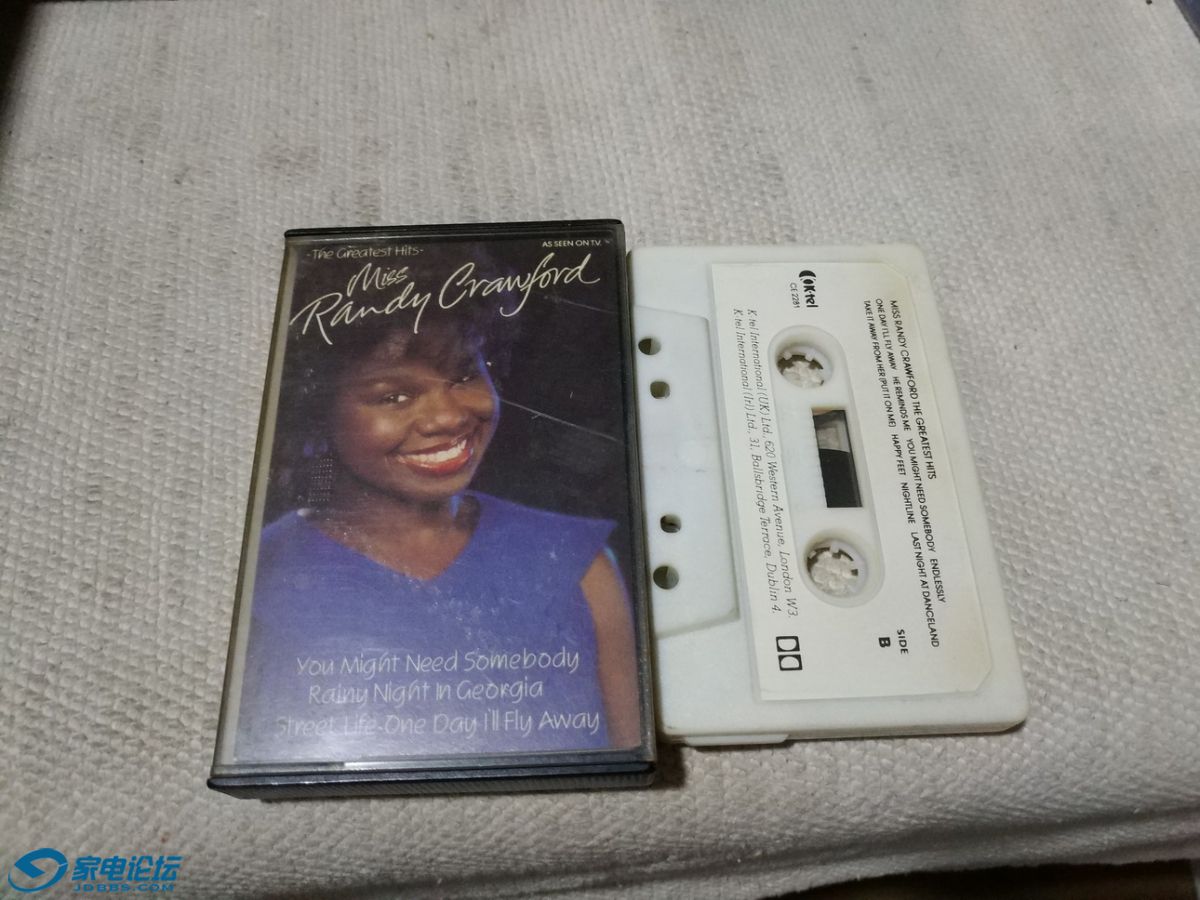 -The Greatest Hits-
AS SEEN ON T.V.
Miss
Randy Crawford
You Might Need Somebody
Rainy Night In Georgia
Street Life·One Day I'll Fly Away
K-tel
CE 2281
MISS RANDY CRAWFORD THE GREATEST HITS
ONE DAY I'LL FLY AWAY HE REMINDS ME YOU MIGHT NEED SOMEBODY ENDLESSLY
TAKE IT AWAY FROM HER (PUT IT ON ME) HAPPY FEET NIGHTLINE LAST NIGHT AT DANCELAND
SIDE
B
K-tel International (UK) Ltd., 620 Western Avenue, London W3.
K-tel International (Irl) Ltd., 31, Ballsbridge Terrace, Dublin 4.
家电论坛
JDBBS.COM